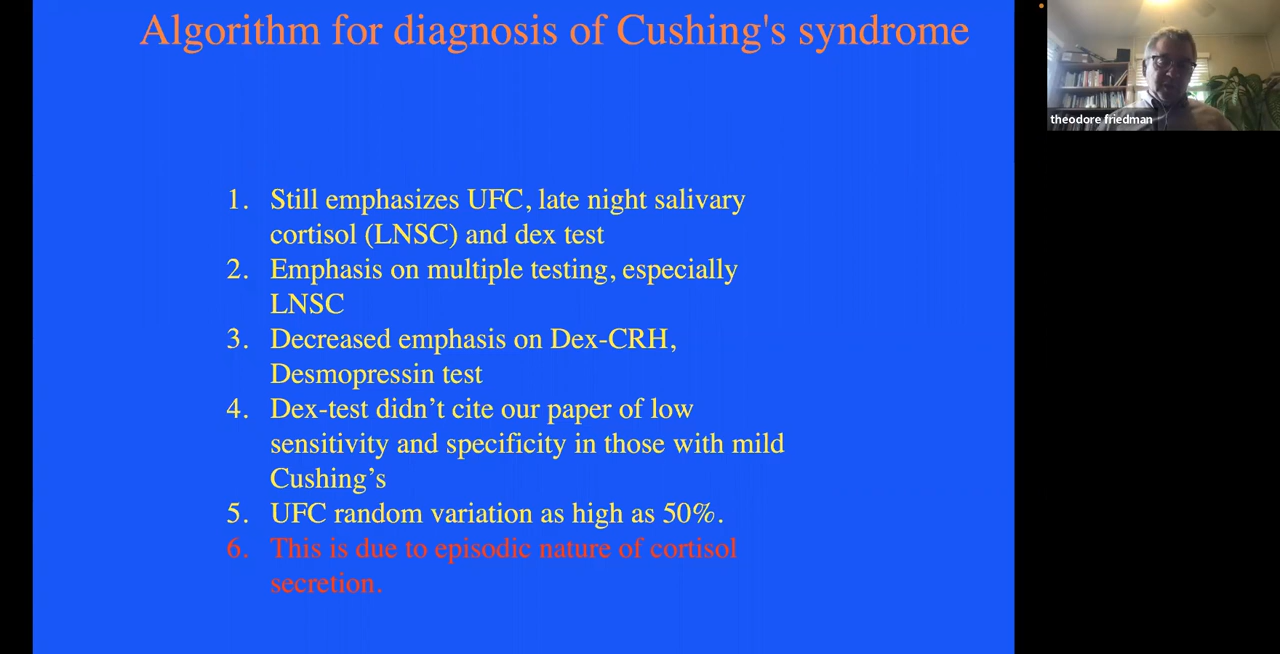 Algorithm for diagnosis of Cushing's syndrome
theodore friedman
1. Still emphasizes UFC, late night salivary
cortisol (LNSC) and dex test
2. Emphasis on multiple testing, especially
LNSC
3. Decreased emphasis on Dex-CRH,
Desmopressin test
4. Dex-test didn’t cite our paper of low
sensitivity and specificity in those with mild
Cushing’s
5. UFC random variation as high as 50%.
6. This is due to episodic nature of cortisol
secretion.